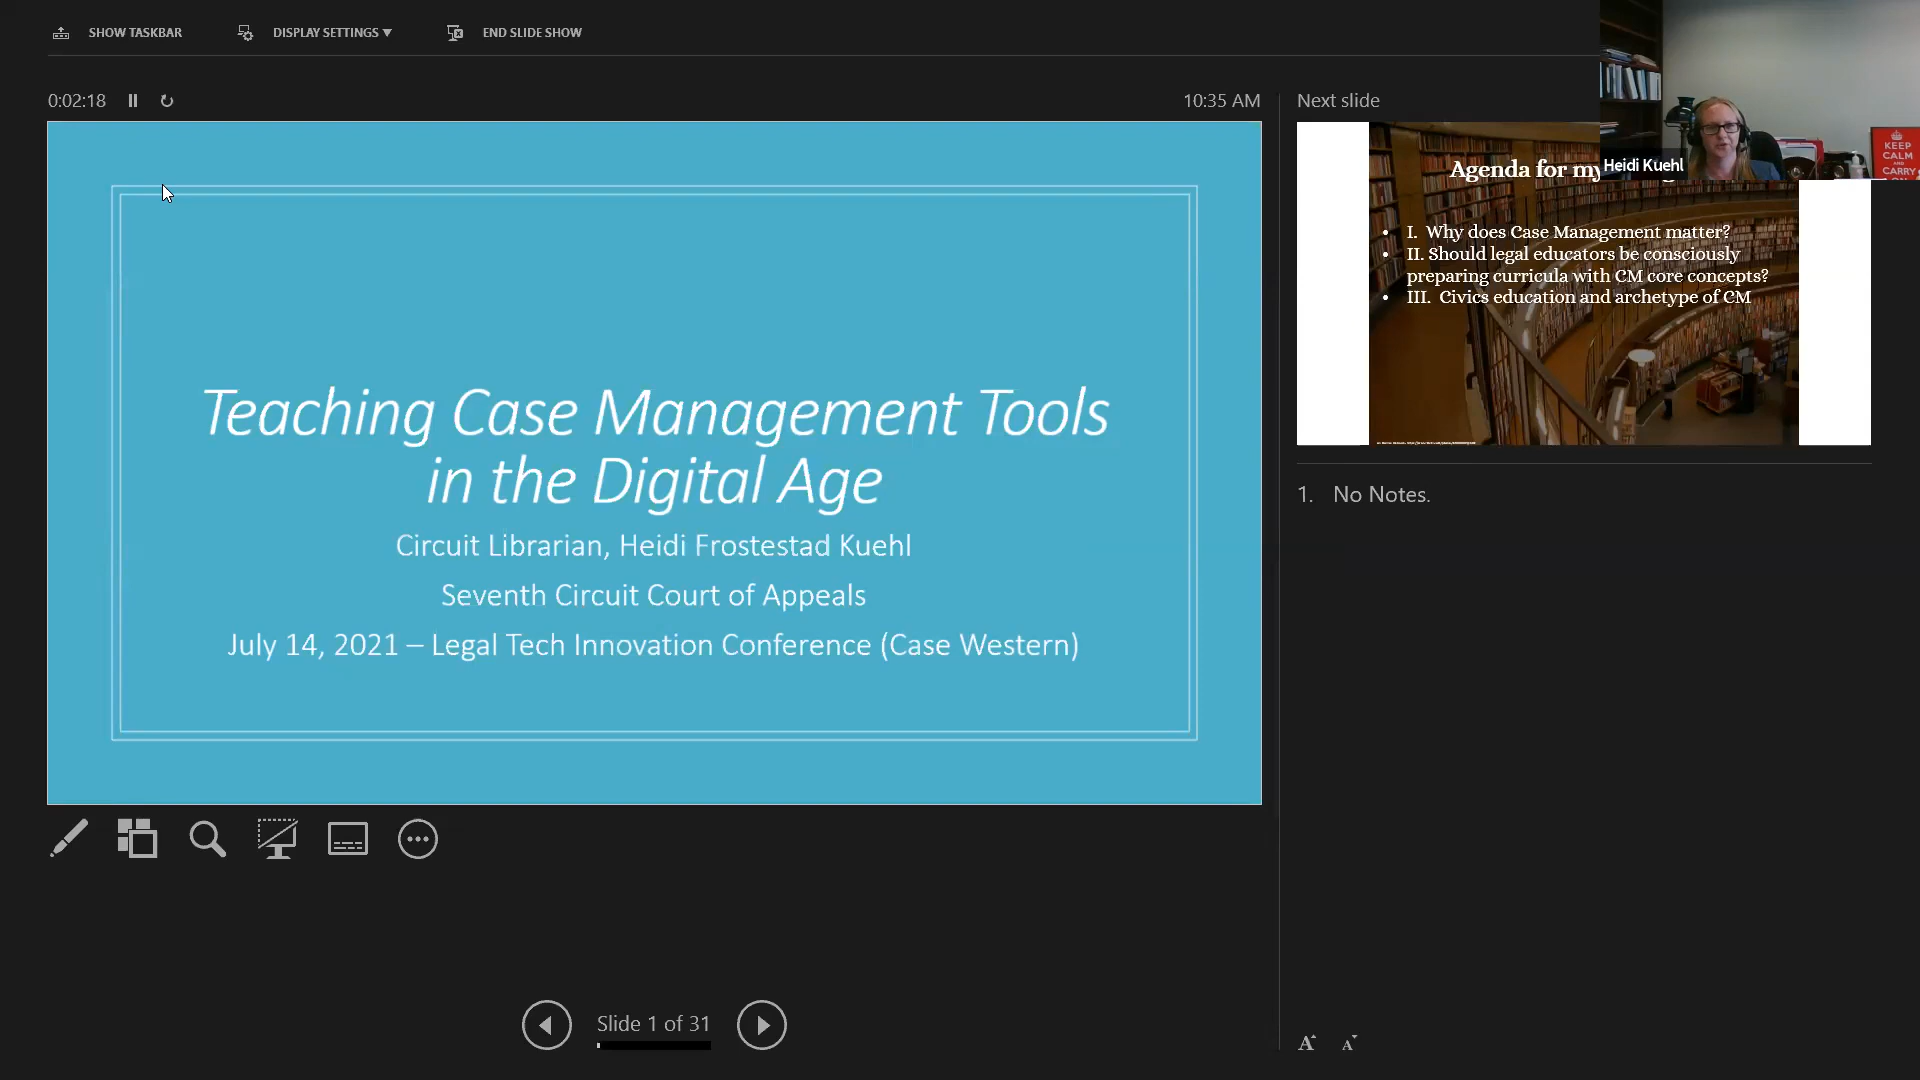 SHOW TASKBAR
DISPLAY SETTINGS ▼
END SLIDE SHOW
0:02:18
10:35 AM
Next slide
Teaching Case Management Tools
in the Digital Age
Circuit Librarian, Heidi Frostestad Kuehl
Seventh Circuit Court of Appeals
July 14, 2021 – Legal Tech Innovation Conference (Case Western)
Agenda for my
• I. Why does Case Management matter?
• II. Should legal educators be consciously
preparing curricula with CM core concepts?
• III. Civics education and archetype of CM
Heidi Kuehl
KEEP
CALM
AND
CARRY
ON
1. No Notes.
Slide 1 of 31
A A